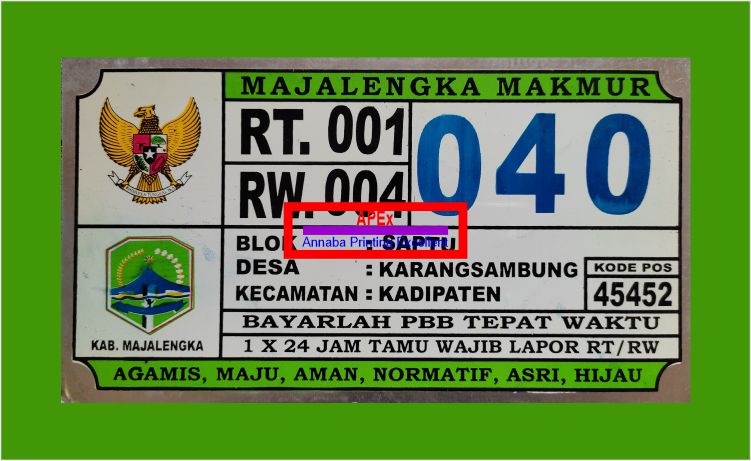 MAJALENGKA MAKMUR
RT. 001
040
RW. 004
APEx
Annaba Printing Excellent
BLOK : SAPTU
DESA : KARANGSAMBUNG
KODE POS
KECAMATAN : KADIPATEN
45452
KAB. MAJALENGKA
BAYARLAH PBB TEPAT WAKTU
1 X 24 JAM TAMU WAJIB LAPOR RT/RW
AGAMIS, MAJU, AMAN, NORMATIF, ASRI, HIJAU